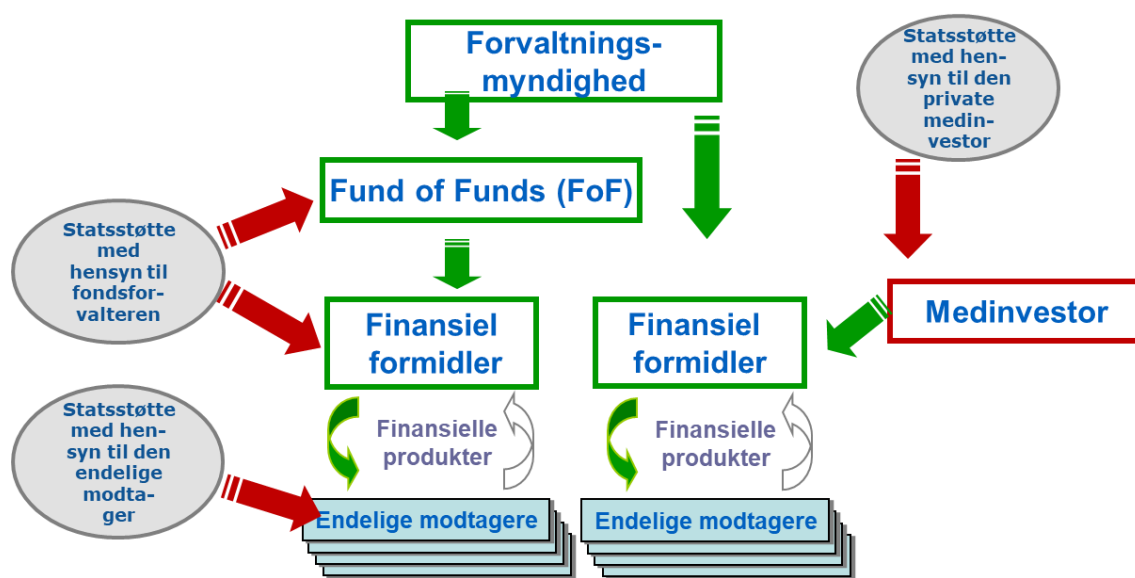 Forvaltnings-
myndighed
Statsstøtte
med hen-
syn til den
private
medin-
vestor
Fund of Funds (FoF)
Statsstøtte
med
hensyn til
fondsfor-
valteren
Finansiel
formidler
Finansiel
formidler
Medinvestor
Statsstøtte
med hen-
syn til den
endelige
modta-
ger
Finansielle
produkter
Finansielle
produkter
Endelige modtagere
Endelige modtagere